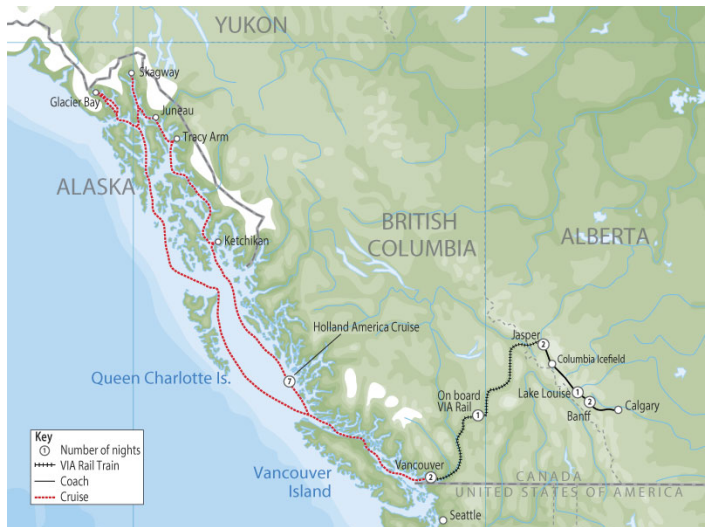 YUKON
Skagway
Glacier Bay
Juneau
Tracy Arm
ALASKA
BRITISH
COLUMBIA
ALBERTA
Ketchikan
Holland America Cruise
7
Queen Charlotte Is.
Jasper
2
Columbia Icefield
On board
VIA Rail
1
Lake Louise
1
2
Banff
Calgary
Key
1 Number of nights
VIA Rail Train
Coach
Cruise
Vancouver
Island
Vancouver
2
CANADA
UNITED STATES OF AMERICA
Seattle